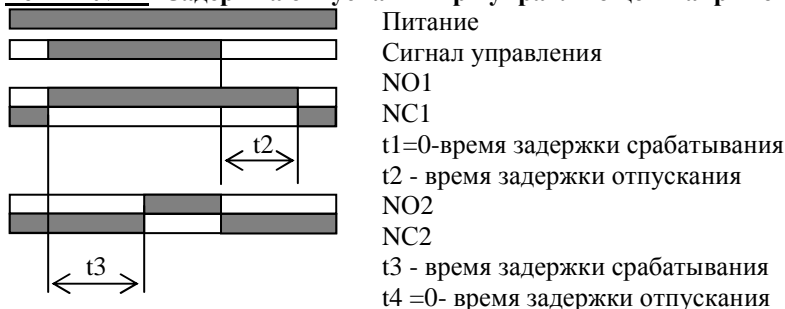 Питание
Сигнал управления
NO1
NC1
t2
t1=0-время задержки срабатывания
t2 - время задержки отпускания
NO2
NC2
t3
t3 - время задержки срабатывания
t4 =0- время задержки отпускания